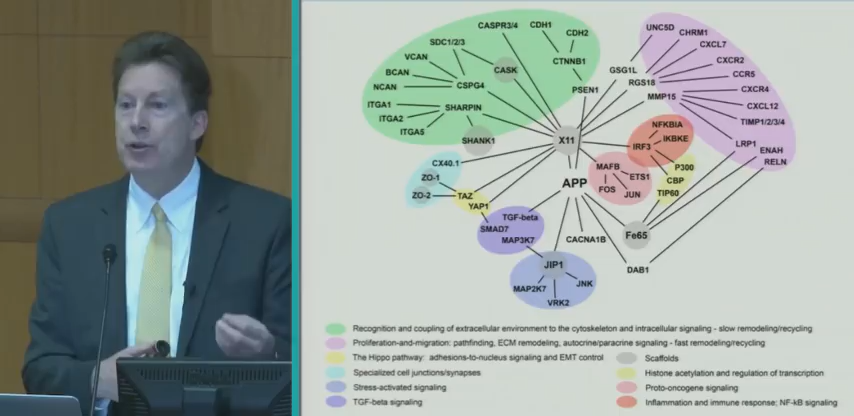 CASPR3/4
CDH1
CDH2
SDC1/2/3
VCAN
CASK
CTNNB1
BCAN
CSPG4
NCAN
PSEN1
ITGA1
SHARPIN
ITGA2
ITGA5
SHANK1
X11
UNC5D
CHRM1
CXCL7
GSG1L
CXCR2
RGS18
CCR5
MMP15
CXCR4
CXCL12
TIMP1/2/3/4
NFKBIA
IKBKE
IRF3
LRP1
ENAH
RELN
CX40.1
ZO-1
ZO-2
TAZ
YAP1
MAFB
ETS1
FOS
JUN
P300
CBP
TIP60
APP
TGF-beta
SMAD7
MAP3K7
CACNA1B
Fe65
DAB1
JIP1
MAP2K7
JNK
VRK2
Recognition and coupling of extracellular environment to the cytoskeleton and intracellular signaling - slow remodeling/recycling
Proliferation-and-migration: pathfinding, ECM remodeling, autocrine/paracrine signaling - fast remodeling/recycling
The Hippo pathway: adhesions-to-nucleus signaling and EMT control
Scaffolds
Specialized cell junctions/synapses
Histone acetylation and regulation of transcription
Stress-activated signaling
Proto-oncogene signaling
TGF-beta signaling
Inflammation and immune response; NF-kB signaling